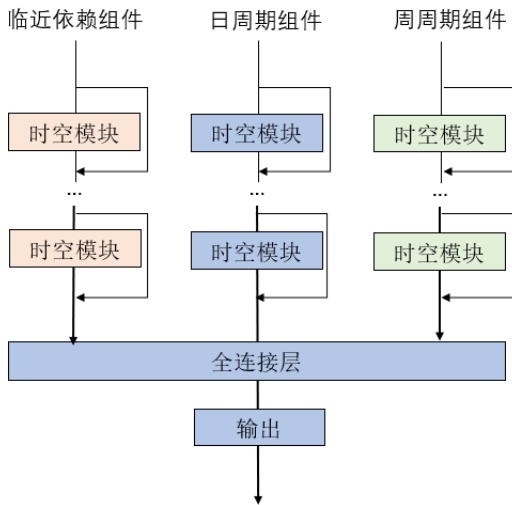 临近依赖组件 日周期组件 周周期组件
时空模块 时空模块 时空模块
... ... ...
时空模块 时空模块 时空模块
全连接层
输出